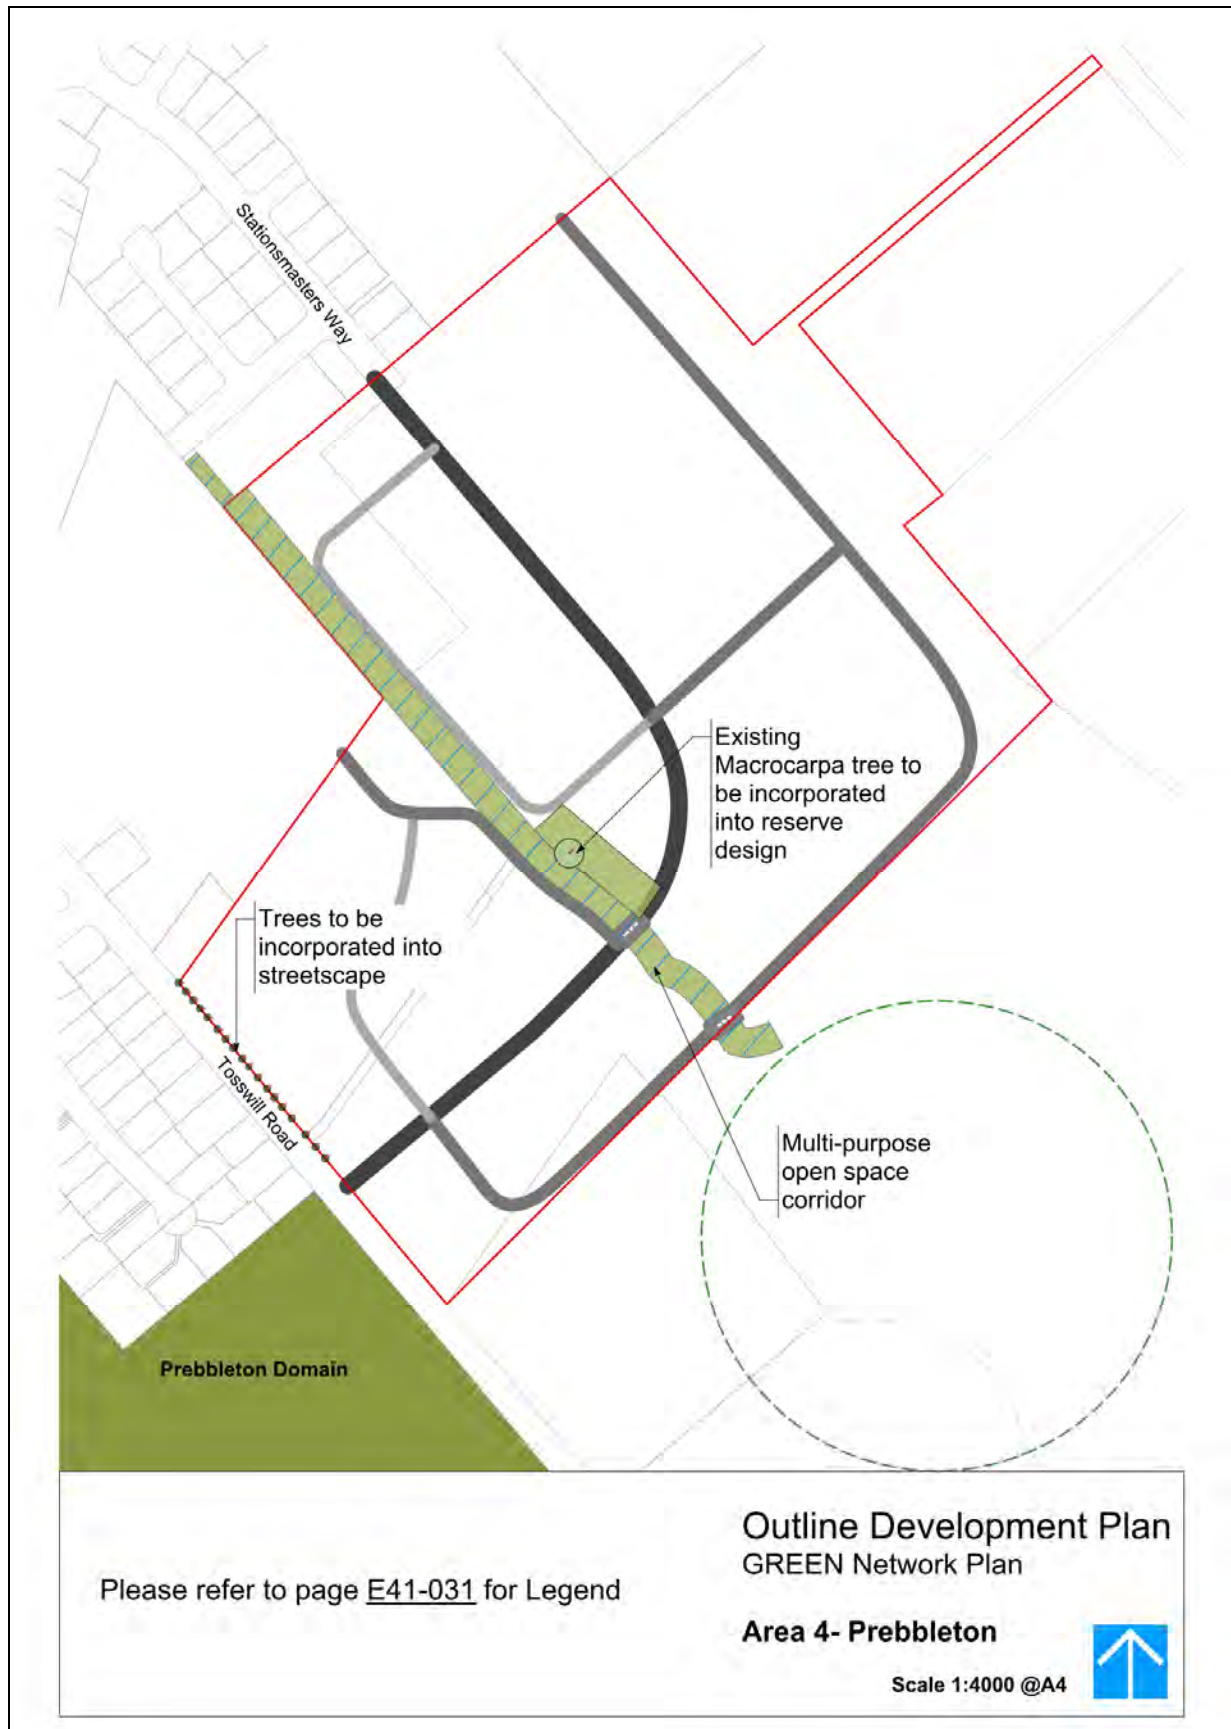 Stationsmasters Way
Existing
Macrocarpa tree to
be incorporated
into reserve
design
Trees to be
incorporated into
streetscape
Tosswill Road
Multi-purpose
open space
corridor
Prebbleton Domain
Outline Development Plan
GREEN Network Plan
Please refer to page E41-031 for Legend
Area 4- Prebbleton
Scale 1:4000 @A4